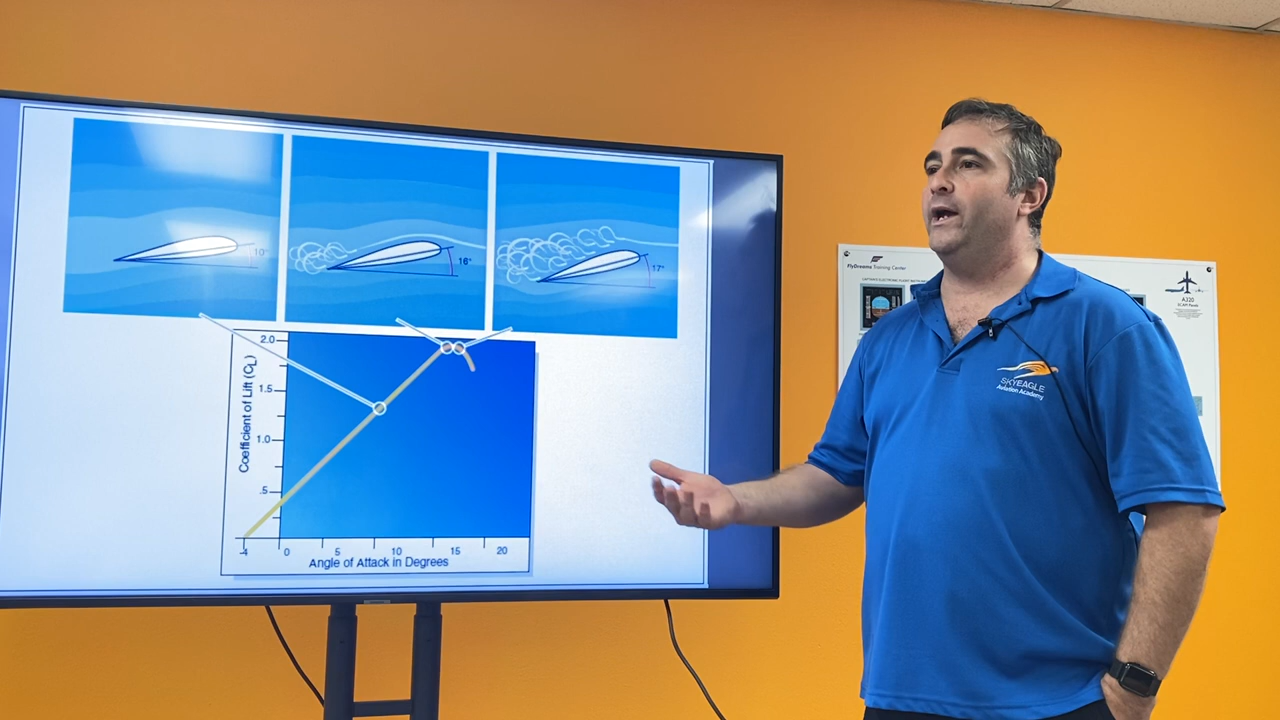 10°
16°
17°
2.0
1.5
1.0
.5
Coefficient of Lift (CL)
-4
0
5
10
15
20
Angle of Attack in Degrees
FlyDreams Training Center
A320
SKYEAGLE
Aviation Academy